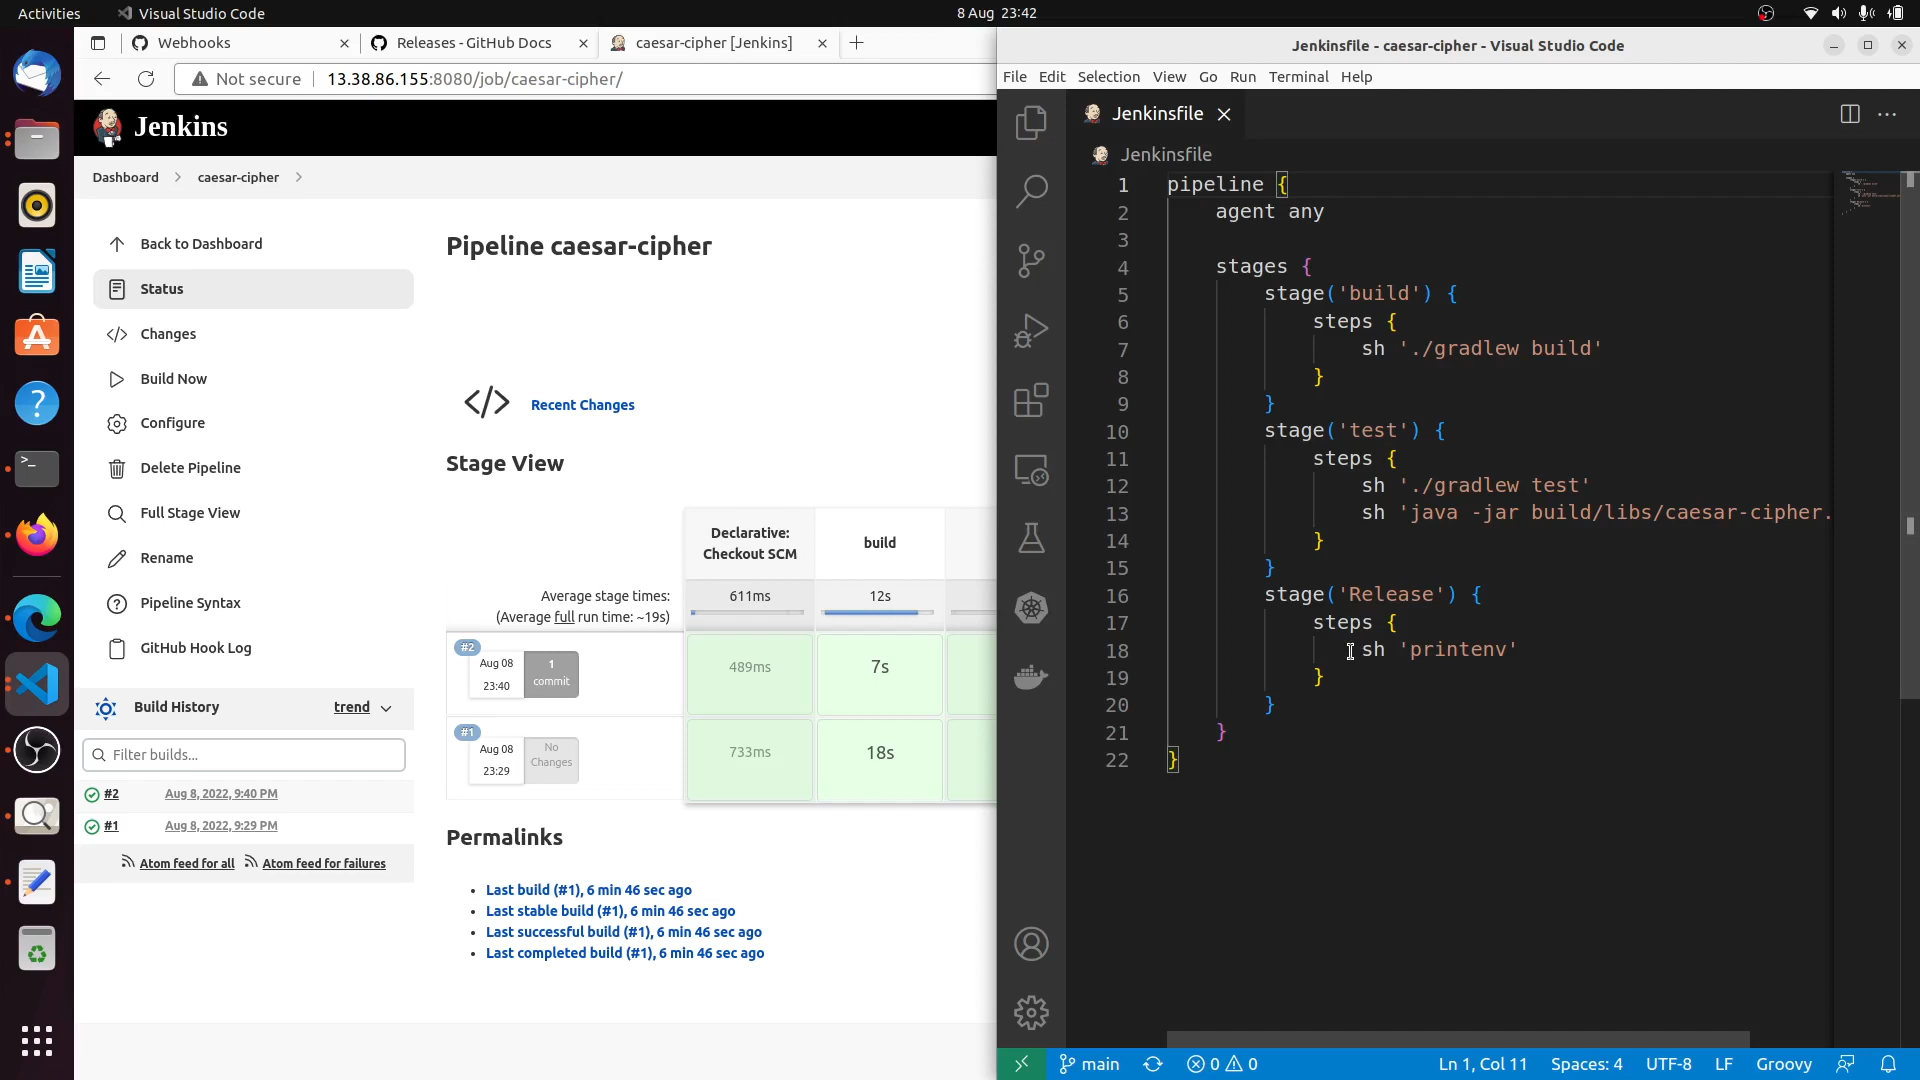 Activities
Visual Studio Code
8 Aug 23:42
Webhooks
Releases - GitHub Docs
caesar-cipher [Jenkins]
Not secure
13.38.86.155:8080/job/caesar-cipher/
Jenkins
Dashboard
caesar-cipher
Back to Dashboard
Status
Changes
Build Now
Configure
Delete Pipeline
Full Stage View
Rename
Pipeline Syntax
GitHub Hook Log
Build History
trend
Filter builds...
#2
Aug 8, 2022, 9:40 PM
#1
Aug 8, 2022, 9:29 PM
Atom feed for all
Atom feed for failures
Pipeline caesar-cipher
Recent Changes
Stage View
Declarative:
Checkout SCM
build
Average stage times:
(Average full run time: ~19s)
611ms
12s
#2
Aug 08
23:40
1
commit
489ms
7s
#1
Aug 08
23:29
No
Changes
733ms
18s
Permalinks
Last build (#1), 6 min 46 sec ago
Last stable build (#1), 6 min 46 sec ago
Last successful build (#1), 6 min 46 sec ago
Last completed build (#1), 6 min 46 sec ago
Jenkinsfile - caesar-cipher - Visual Studio Code
File Edit Selection View Go Run Terminal Help
Jenkinsfile
Jenkinsfile
1 pipeline {
2 agent any
3
4 stages {
5 stage('build') {
6 steps {
7 sh './gradlew build'
8 }
9 }
10 stage('test') {
11 steps {
12 sh './gradlew test'
13 sh 'java -jar build/libs/caesar-cipher.
14 }
15 }
16 stage('Release') {
17 steps {
18 sh 'printenv'
19 }
20 }
21 }
22 }
main
0
0
Ln 1, Col 11
Spaces: 4
UTF-8
LF
Groovy